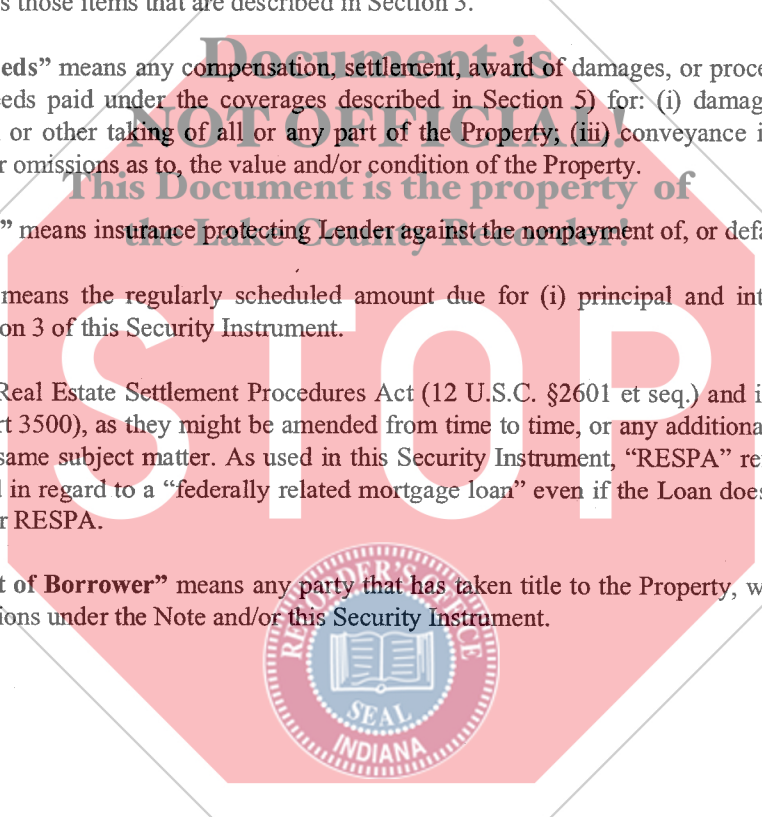 s those items that are described in Section 3.
Document is
eds” means any compensation, settlement, award of damages, or proce
eeds paid under the coverages described in Section 5) for: (i) damag
NOT OFFICIAL!
or other taking of all or any part of the Property; (iii) conveyance i
r omissions as to, the value and/or condition of the Property.
This Document is the property of
the Lake County Recorder!
” means insurance protecting Lender against the nonpayment of, or defa
means the regularly scheduled amount due for (i) principal and int
on 3 of this Security Instrument.
STOP
Real Estate Settlement Procedures Act (12 U.S.C. §2601 et seq.) and i
rt 3500), as they might be amended from time to time, or any additiona
same subject matter. As used in this Security Instrument, “RESPA” re
l in regard to a “federally related mortgage loan” even if the Loan does
r RESPA.
t of Borrower” means any party that has taken title to the Property, w
ions under the Note and/or this Security Instrument.
RECORDER'S OFFICE
SEAL
INDIANA